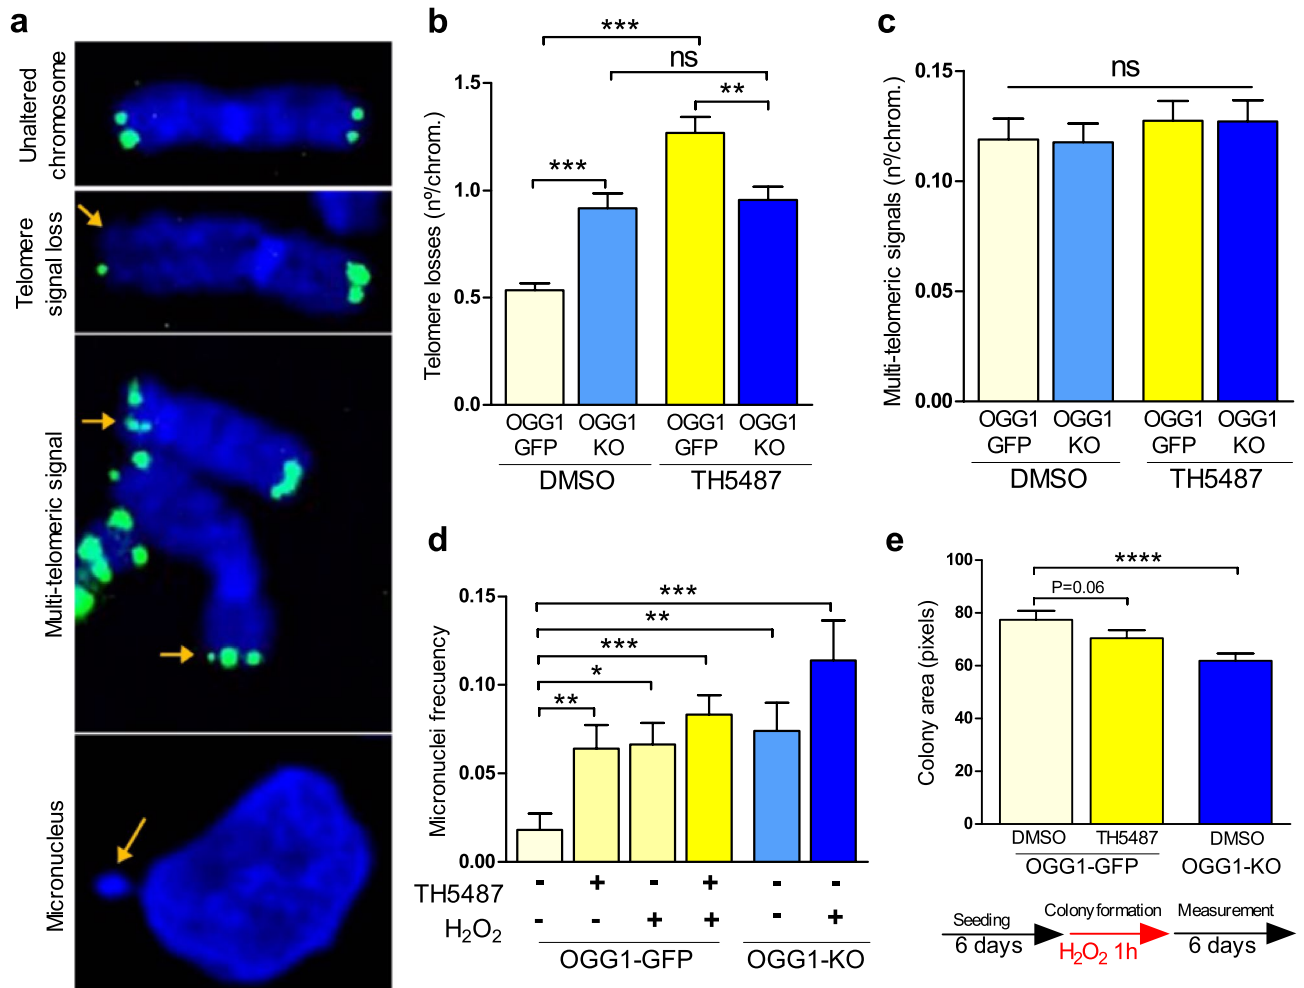 a
Unaltered
chromosome
Telomere
signal loss
Multi-telomeric signal
Micronucleus
b
***
ns
**
***
Telomere losses (nº/chrom.)
1.5
1.0
0.5
0.0
OGG1 OGG1 OGG1 OGG1
GFP KO GFP KO
DMSO TH5487
c
ns
Multi-telomeric signals (nº/chrom.)
0.15
0.10
0.05
0.00
OGG1 OGG1 OGG1 OGG1
GFP KO GFP KO
DMSO TH5487
d
***
**
***
*
**
Micronuclei frecuency
0.15
0.10
0.05
0.00
TH5487 - + - + - -
H₂O₂ - - + + - +
OGG1-GFP OGG1-KO
e
****
P=0.06
Colony area (pixels)
100
80
60
40
20
0
DMSO TH5487 DMSO
OGG1-GFP OGG1-KO
Seeding Colony formation Measurement
6 days H₂O₂ 1h 6 days